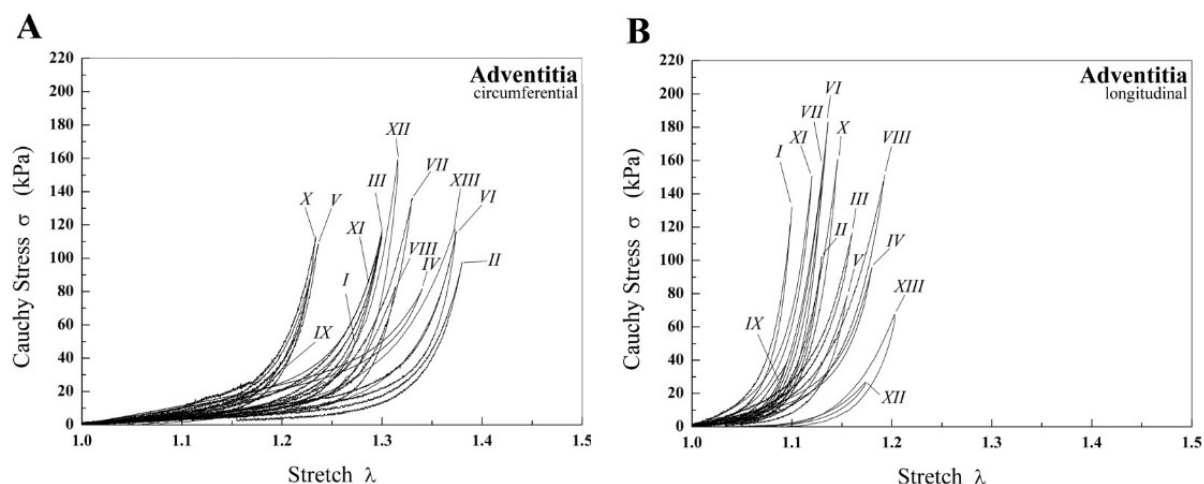 A
Adventitia
circumferential
220
200
180
160
140
120
100
80
60
40
20
0
Cauchy Stress σ (kPa)
XII
VII
XIII
III
X
V
VI
XI
VIII
II
IV
I
IX
1.0 1.1 1.2 1.3 1.4 1.5
Stretch λ
B
Adventitia
longitudinal
220
200
180
160
140
120
100
80
60
40
20
0
Cauchy Stress σ (kPa)
VI
VII
X
XI
VIII
I
III
II
IV
V
XIII
IX
XII
1.0 1.1 1.2 1.3 1.4 1.5
Stretch λ